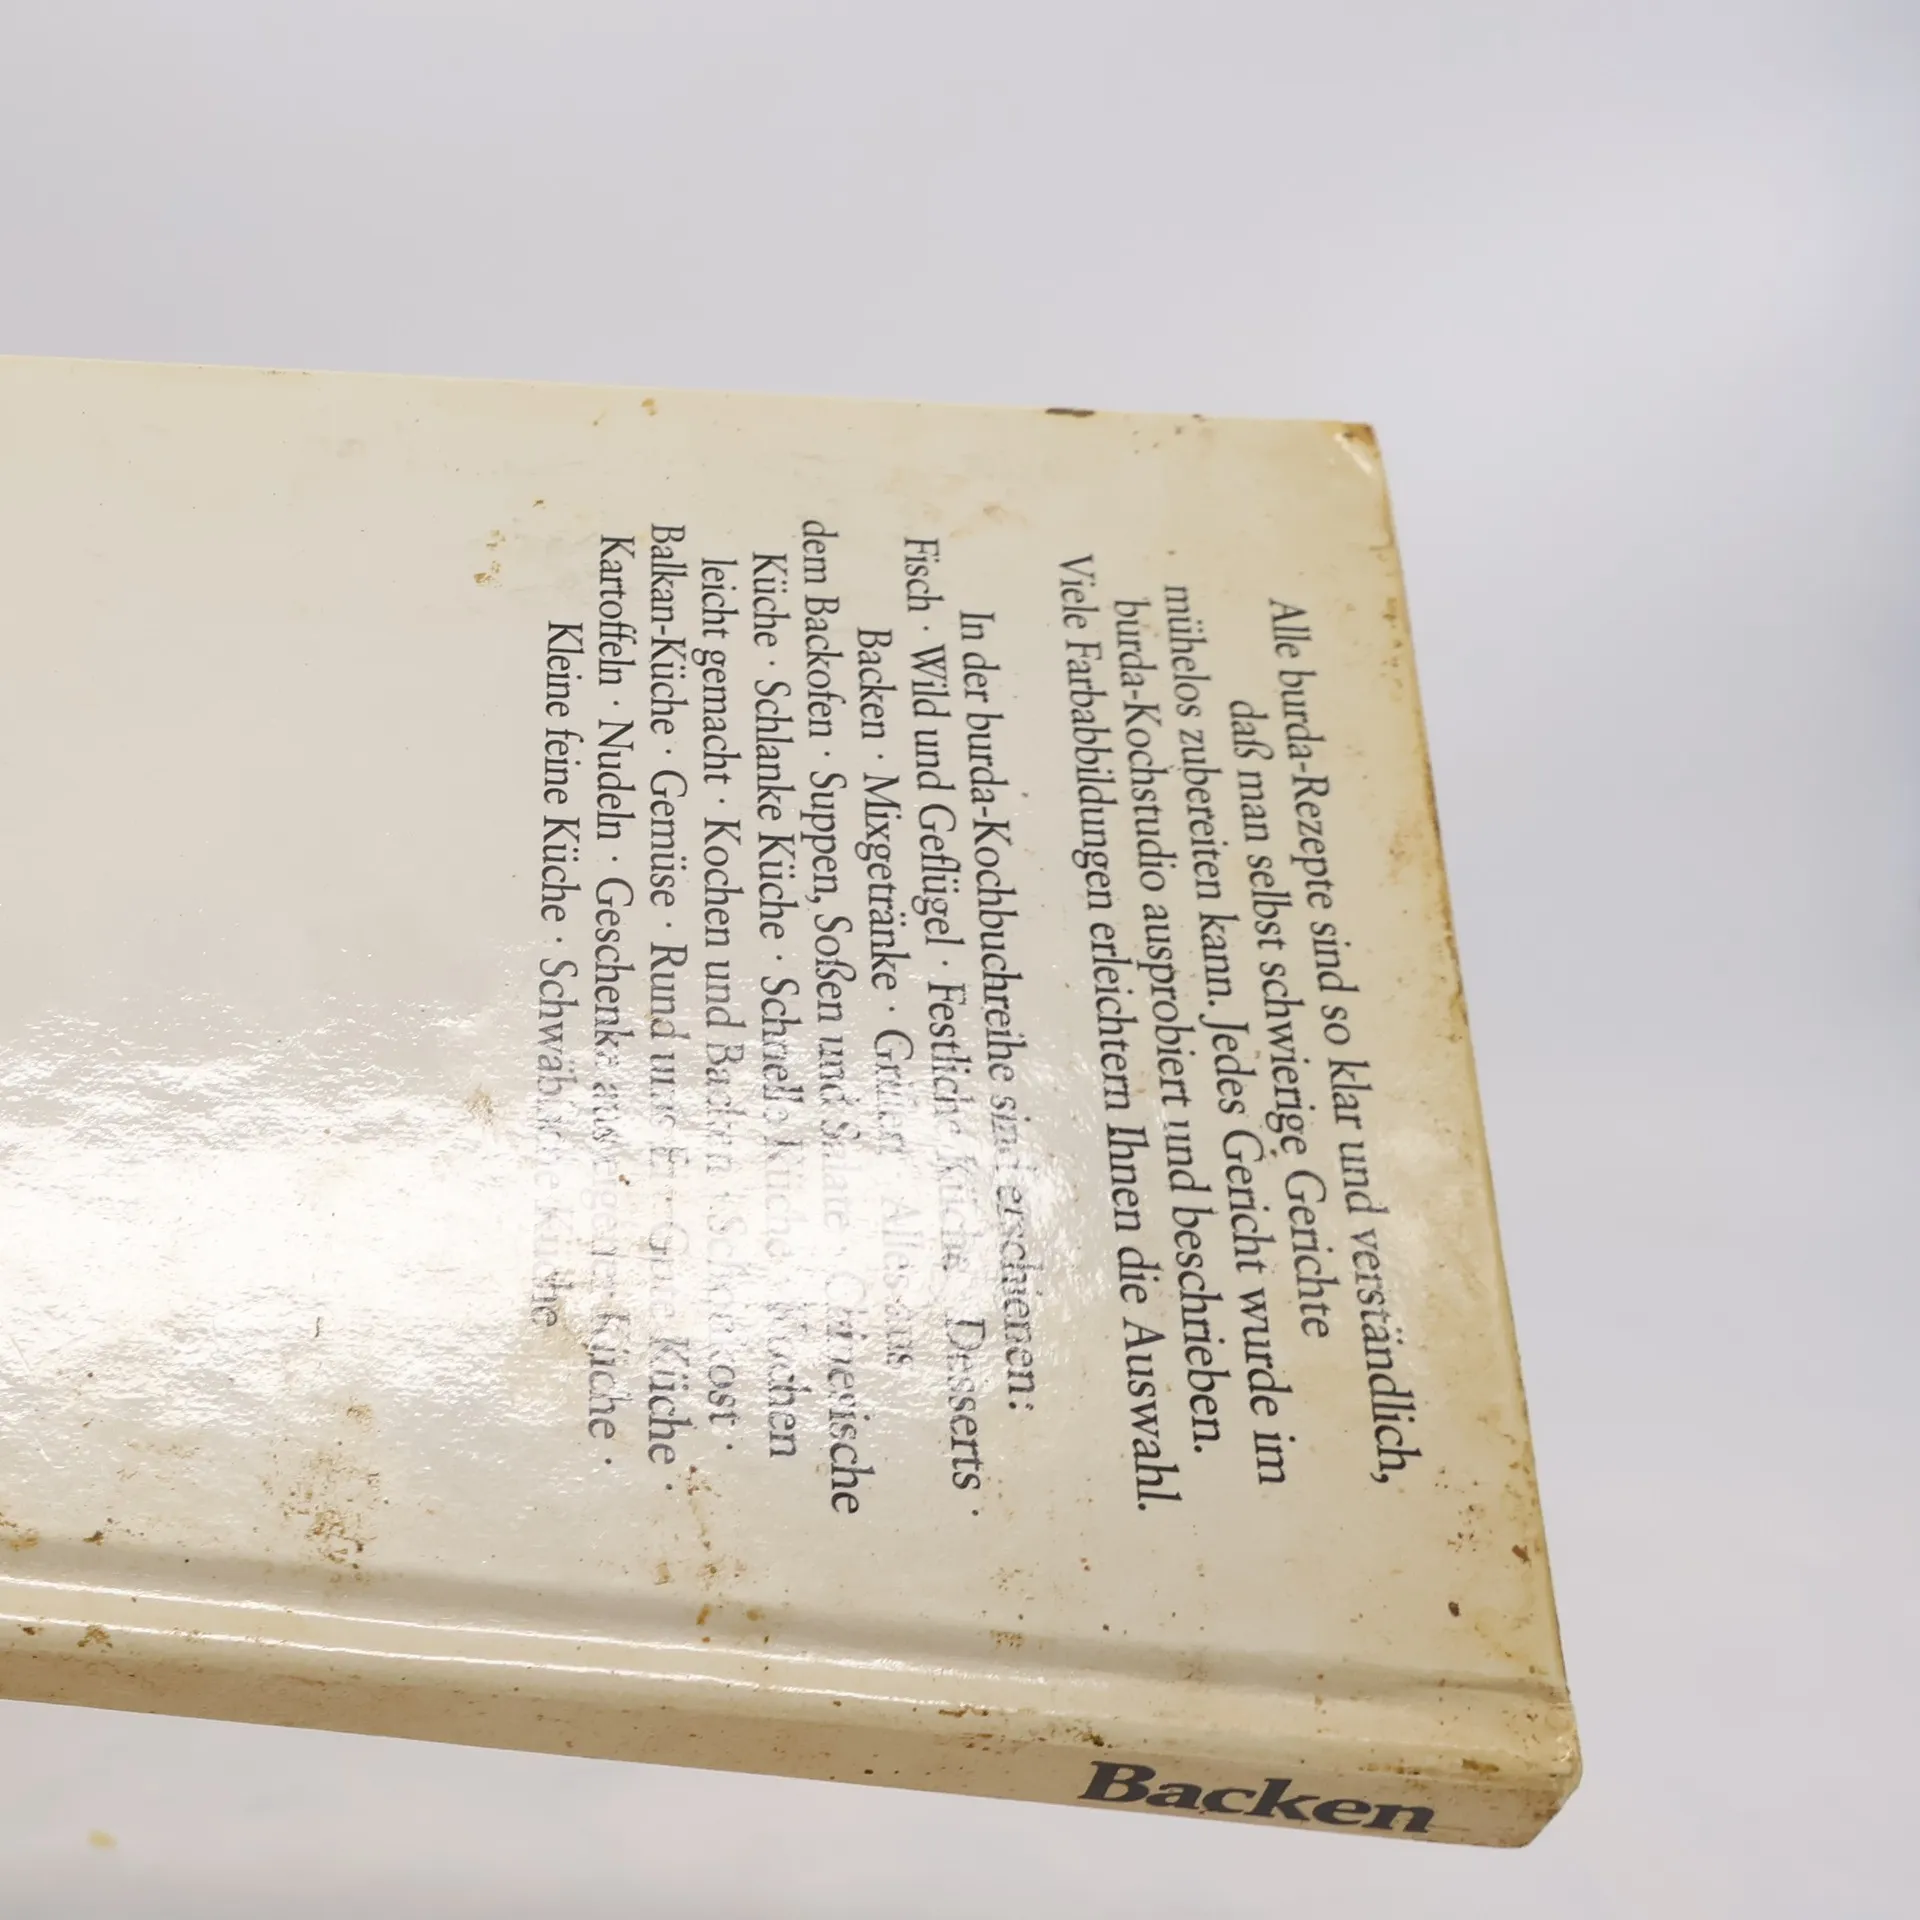 Alle burda-Rezepte sind so klar und verständlich,
daß man selbst schwierige Gerichte
mühelos zubereiten kann. Jedes Gericht wurde im
burda-Kochstudio ausprobiert und beschrieben.
Viele Farbabbildungen erleichtern Ihnen die Auswahl.
In der burda-Kochbuchreihe sind erschienen:
Fisch · Wild und Geflügel · Festliche Küche · Desserts ·
Backen · Mixgetränke · Grillen · Alles aus
dem Backofen · Suppen, Soßen und Salate · Chinesische
Küche · Schlanke Küche · Schnelle Küche · Kuchen
leicht gemacht · Kochen und Backen · Schonkost ·
Balkan-Küche · Gemüse · Rund ums Ei · Gute Küche ·
Kartoffeln · Nudeln · Geschenke aus eigener Küche ·
Kleine feine Küche · Schwäbische Küche
Backen